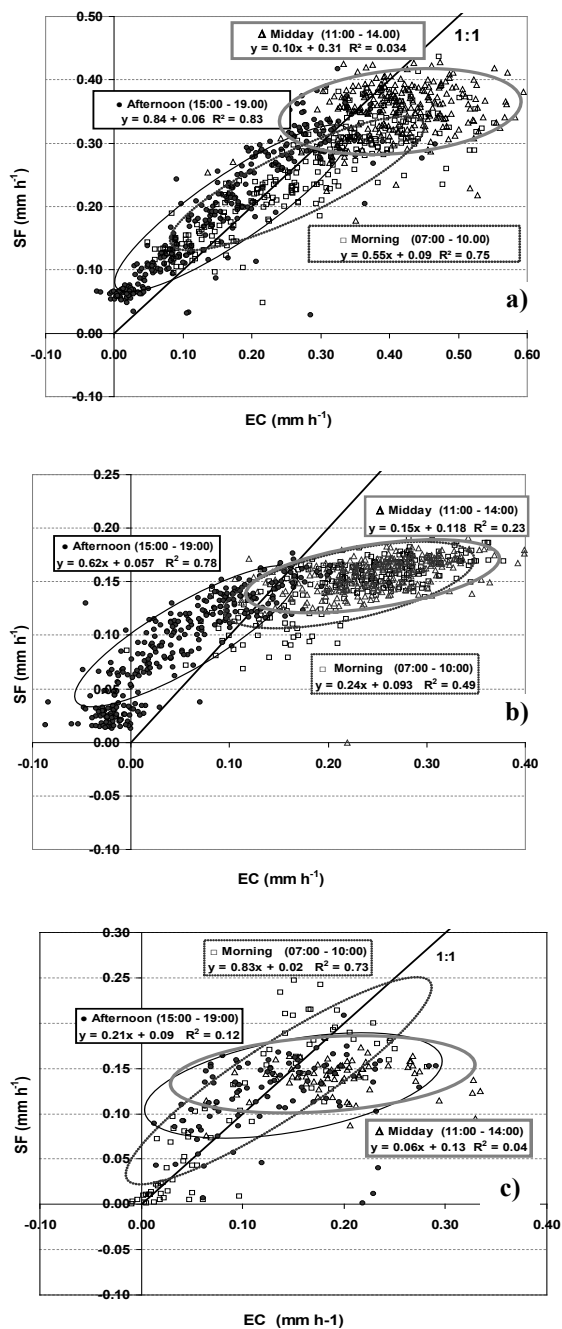 Δ Midday (11:00 - 14.00)
y = 0.10x + 0.31 R² = 0.034
1:1
0.50
0.40
● Afternoon (15:00 - 19.00)
y = 0.84 + 0.06 R² = 0.83
0.30
0.20
□ Morning (07:00 - 10.00)
y = 0.55x + 0.09 R² = 0.75
0.10
a)
0.00
-0.10 0.00 0.10 0.20 0.30 0.40 0.50 0.60
-0.10
SF (mm h⁻¹)
EC (mm h⁻¹)
0.25
Δ Midday (11:00 - 14:00)
y = 0.15x + 0.118 R² = 0.23
0.20
● Afternoon (15:00 - 19:00)
y = 0.62x + 0.057 R² = 0.78
0.15
0.10
□ Morning (07:00 - 10:00)
y = 0.24x + 0.093 R² = 0.49
0.05
b)
0.00
-0.10 0.00 0.10 0.20 0.30 0.40
-0.05
-0.10
SF (mm h⁻¹)
EC (mm h⁻¹)
0.30
□ Morning (07:00 - 10:00)
y = 0.83x + 0.02 R² = 0.73
1:1
0.25
0.20
● Afternoon (15:00 - 19:00)
y = 0.21x + 0.09 R² = 0.12
0.15
0.10
Δ Midday (11:00 - 14:00)
y = 0.06x + 0.13 R² = 0.04
0.05
c)
0.00
-0.10 0.00 0.10 0.20 0.30 0.40
-0.05
-0.10
SF (mm h⁻¹)
EC (mm h-1)